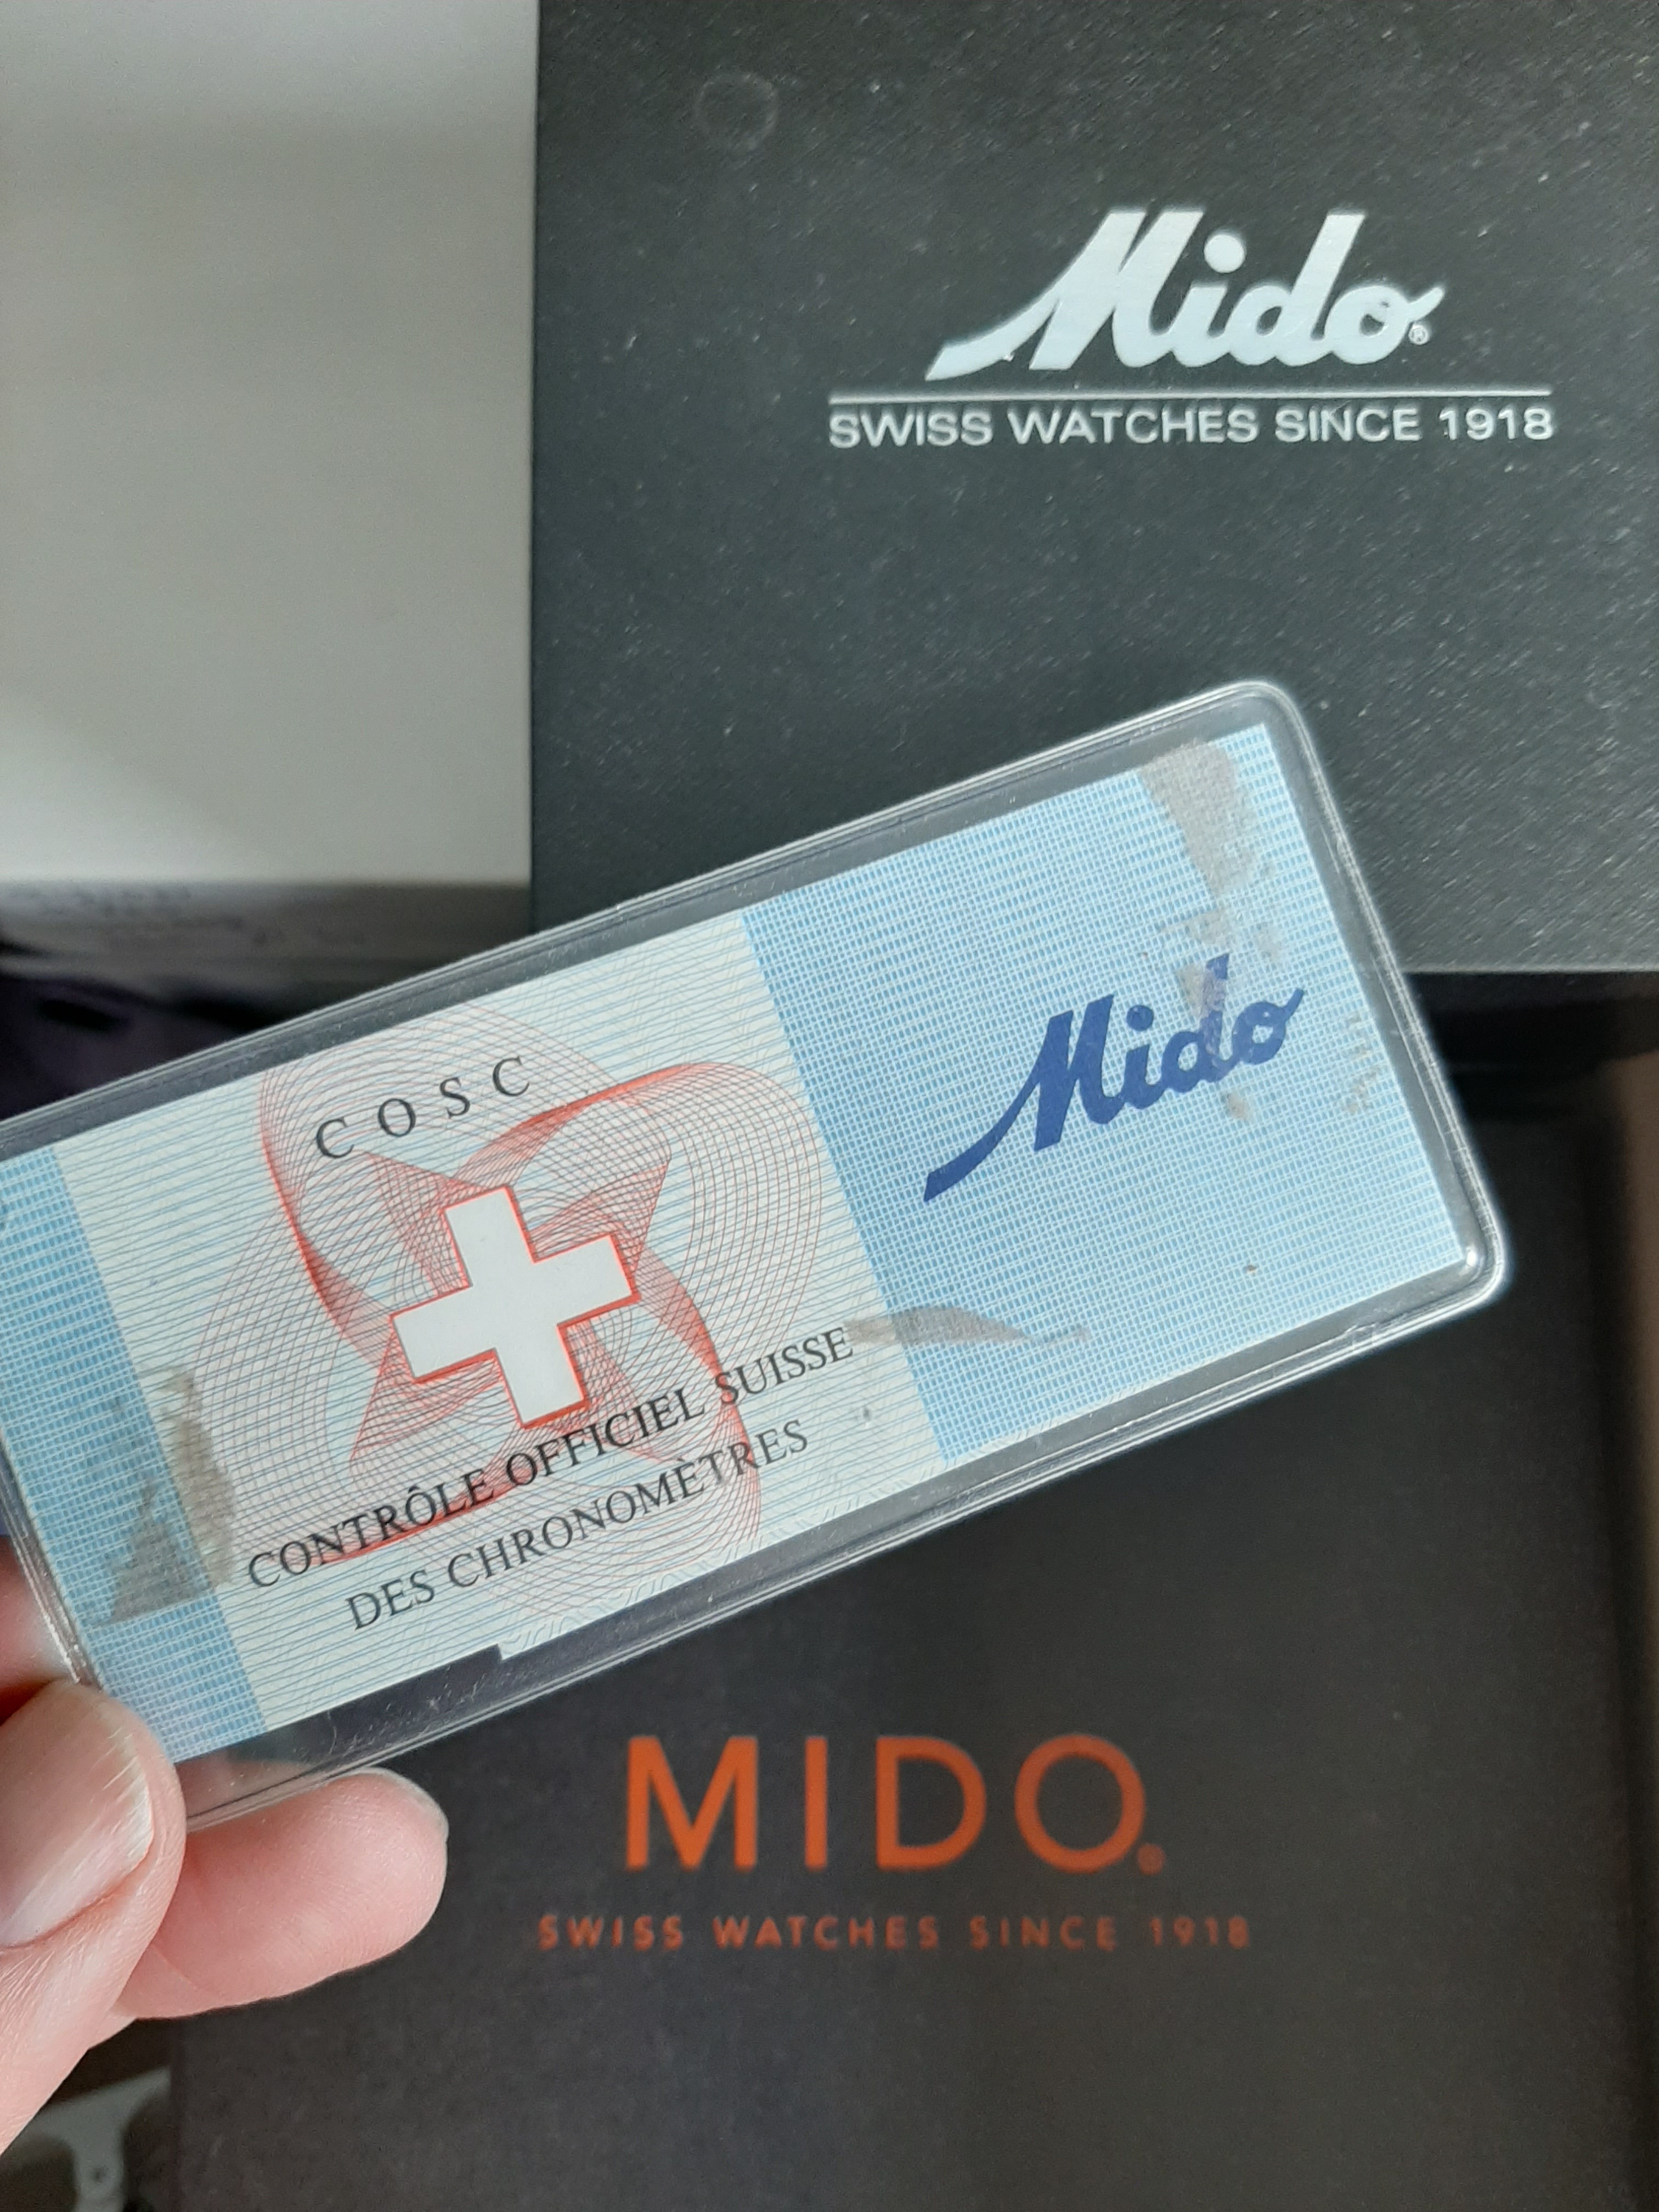 Mido®
SWISS WATCHES SINCE 1918
COSC
CONTRÔLE OFFICIEL SUISSE
DES CHRONOMÈTRES
Mido
MIDO®
SWISS WATCHES SINCE 1918